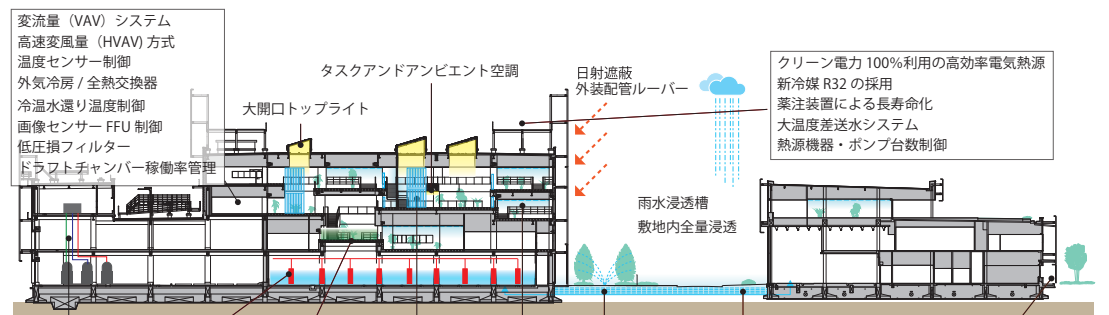 変流量（VAV）システム
高速変風量（HVAV) 方式
温度センサー制御
外気冷房 / 全熱交換器
冷温水還り温度制御
画像センサー FFU 制御
低圧損フィルター
ドラフトチャンバー稼働率管理
大開口トップライト
タスクアンドアンビエント空調
日射遮蔽
外装配管ルーバー
クリーン電力 100%利用の高効率電気熱源
新冷媒 R32 の採用
薬注装置による長寿命化
大温度差送水システム
熱源機器・ポンプ台数制御
雨水浸透槽
敷地内全量浸透